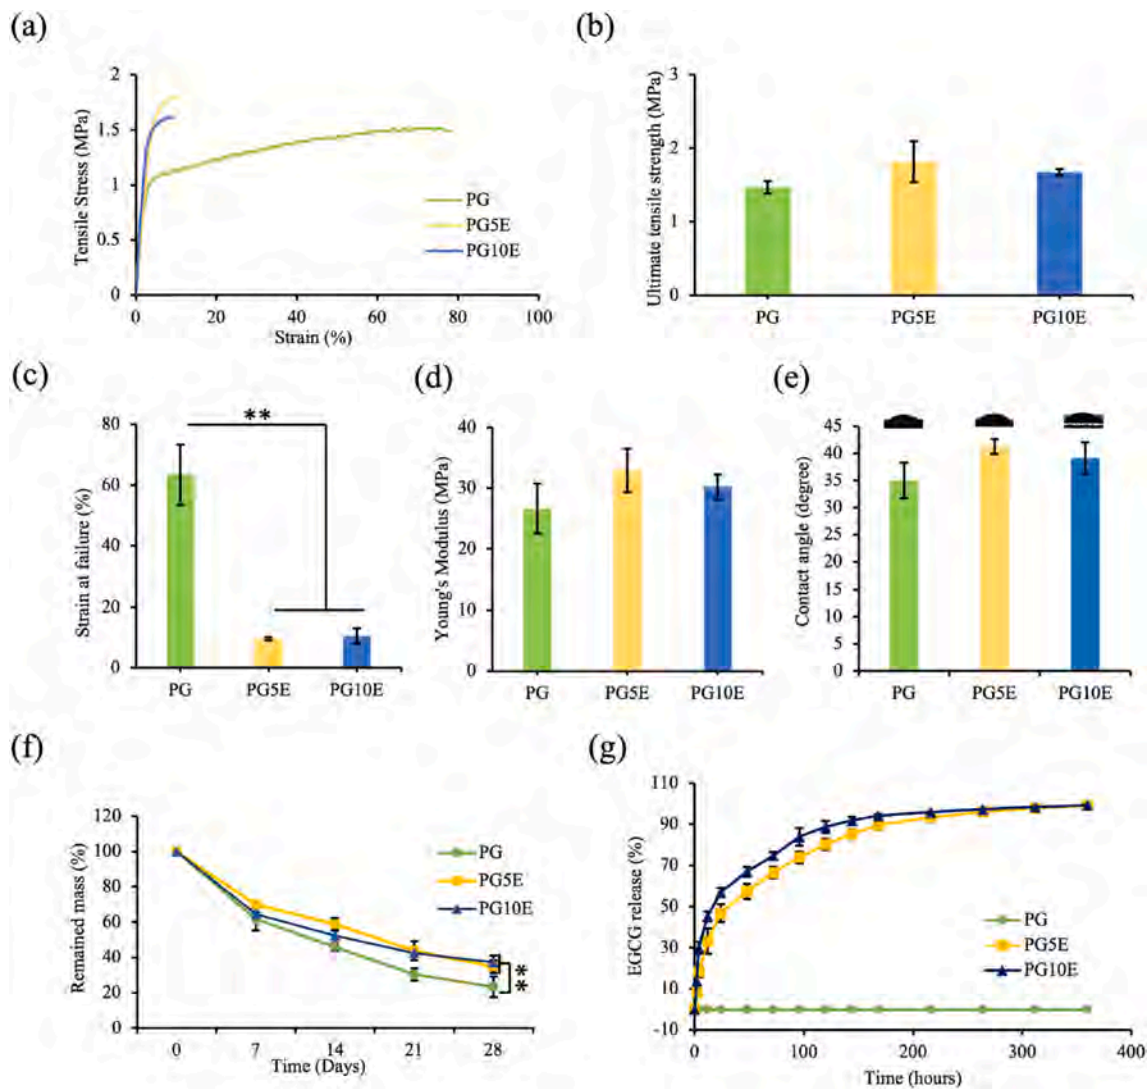 (a)
Tensile Stress (MPa)
2
1.5
1
0.5
0
0 20 40 60 80 100
Strain (%)
PG
PG5E
PG10E
(b)
Ultimate tensile strength (MPa)
3
2
1
0
PG PG5E PG10E
(c)
Strain at failure (%)
80
60
40
20
0
**
PG PG5E PG10E
(d)
Young's Modulus (MPa)
40
30
20
10
0
PG PG5E PG10E
(e)
Contact angle (degree)
45
40
35
30
25
20
15
10
5
0
PG PG5E PG10E
(f)
Remained mass (%)
120
100
80
60
40
20
0
0 7 14 21 28
Time (Days)
PG
PG5E
PG10E
**
(g)
EGCG release (%)
110
90
70
50
30
10
-10
0 100 200 300 400
Time (hours)
PG
PG5E
PG10E